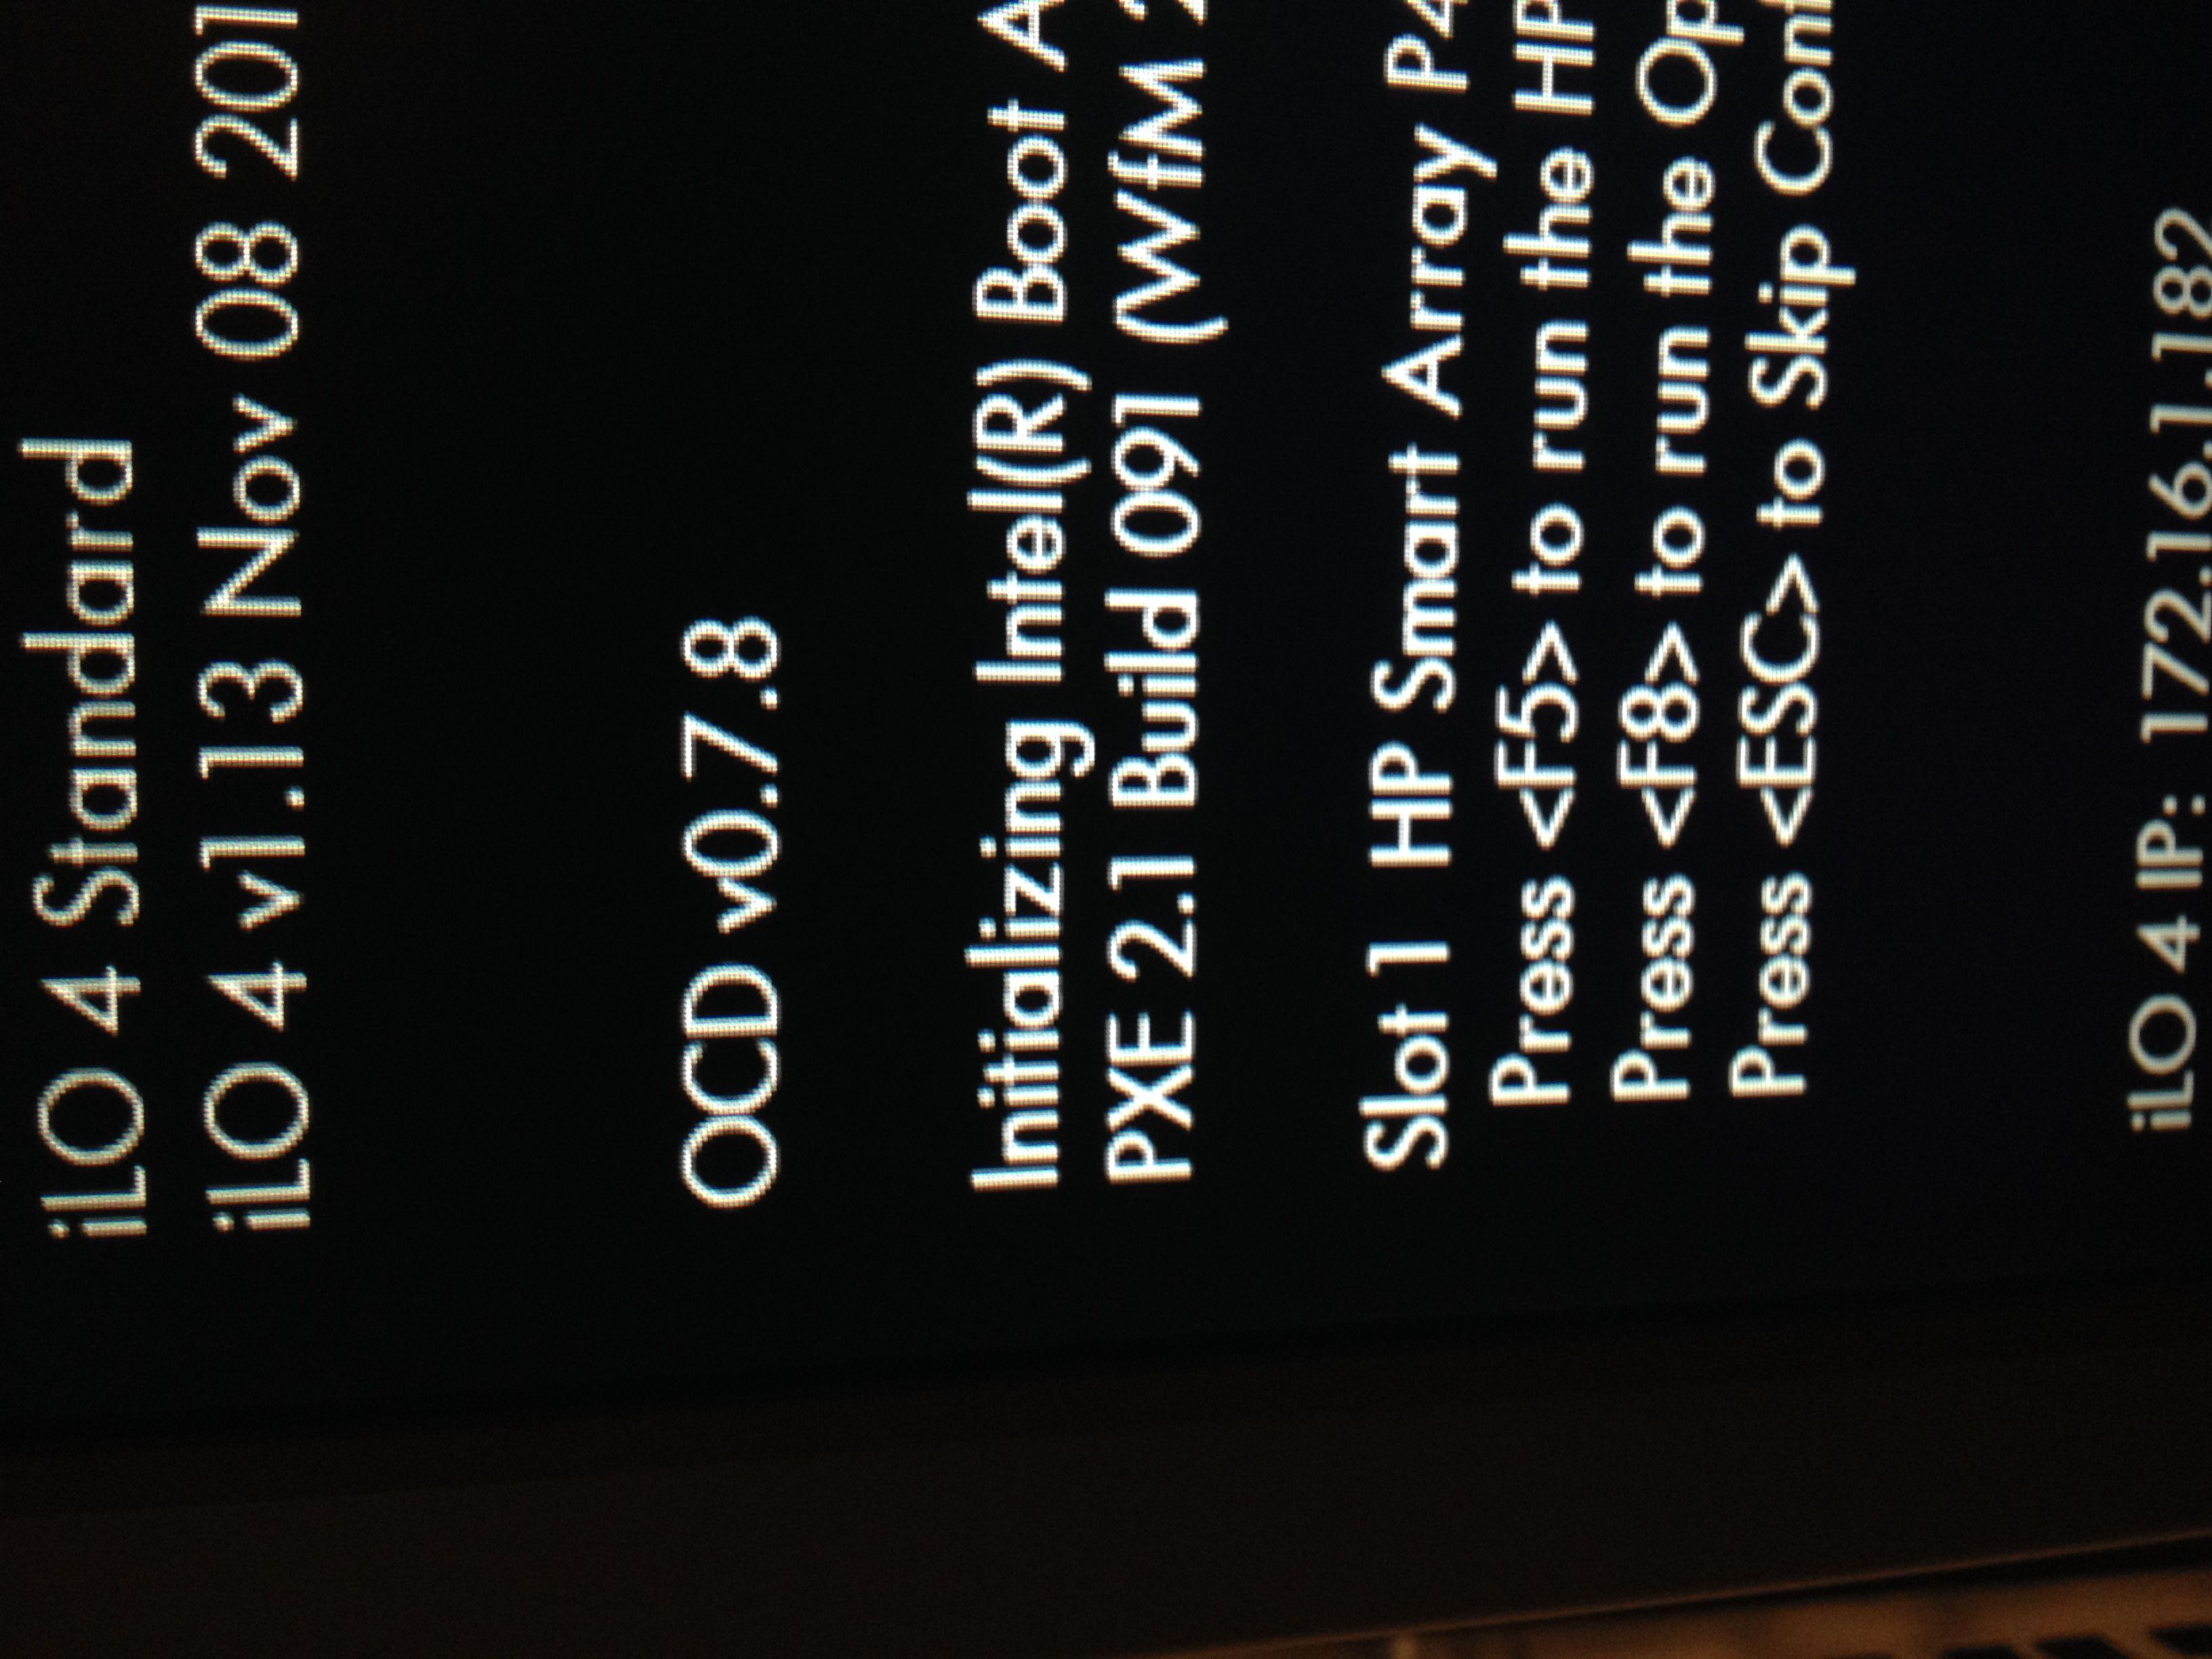 iLO 4 Standard
iLO 4 v1.13 Nov 08 201
OCD v0.7.8
Initializing Intel(R) Boot A
PXE 2.1 Build 091 (WfM 2
Slot 1 HP Smart Array P4
Press <F5> to run the HP
Press <F8> to run the Op
Press <ESC> to Skip Conf
iLO 4 IP: 172.16.1.182